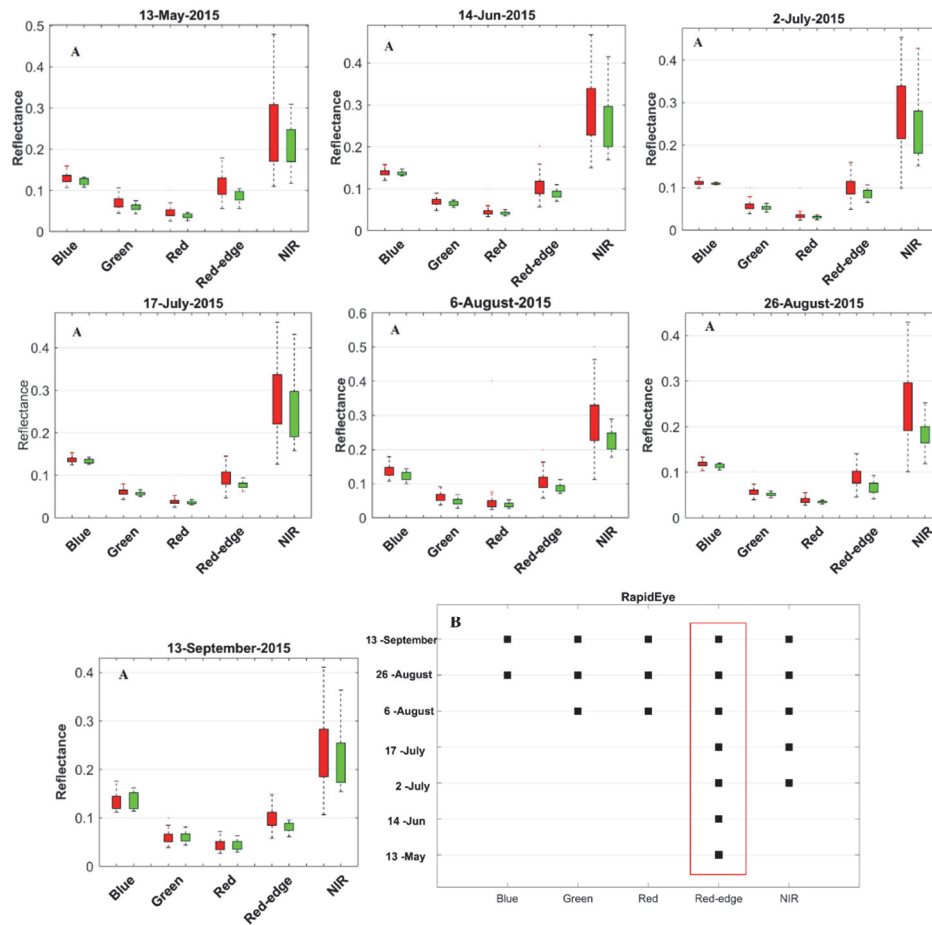 13-May-2015
A
Reflectance
0.5
0.4
0.3
0.2
0.1
0
Blue
Green
Red
Red-edge
NIR
14-Jun-2015
A
Reflectance
0.4
0.3
0.2
0.1
0
Blue
Green
Red
Red-edge
NIR
2-July-2015
A
Reflectance
0.4
0.3
0.2
0.1
0
Blue
Green
Red
Red-edge
NIR
17-July-2015
A
Reflectance
0.4
0.3
0.2
0.1
0
Blue
Green
Red
Red-edge
NIR
6-August-2015
A
Reflectance
0.6
0.5
0.4
0.3
0.2
0.1
0
Blue
Green
Red
Red-edge
NIR
26-August-2015
A
Reflectance
0.4
0.3
0.2
0.1
0
Blue
Green
Red
Red-edge
NIR
13-September-2015
A
Reflectance
0.4
0.3
0.2
0.1
0
Blue
Green
Red
Red-edge
NIR
RapidEye
B
13 -September
26 -August
6 -August
17 -July
2 -July
14 -Jun
13 -May
Blue
Green
Red
Red-edge
NIR